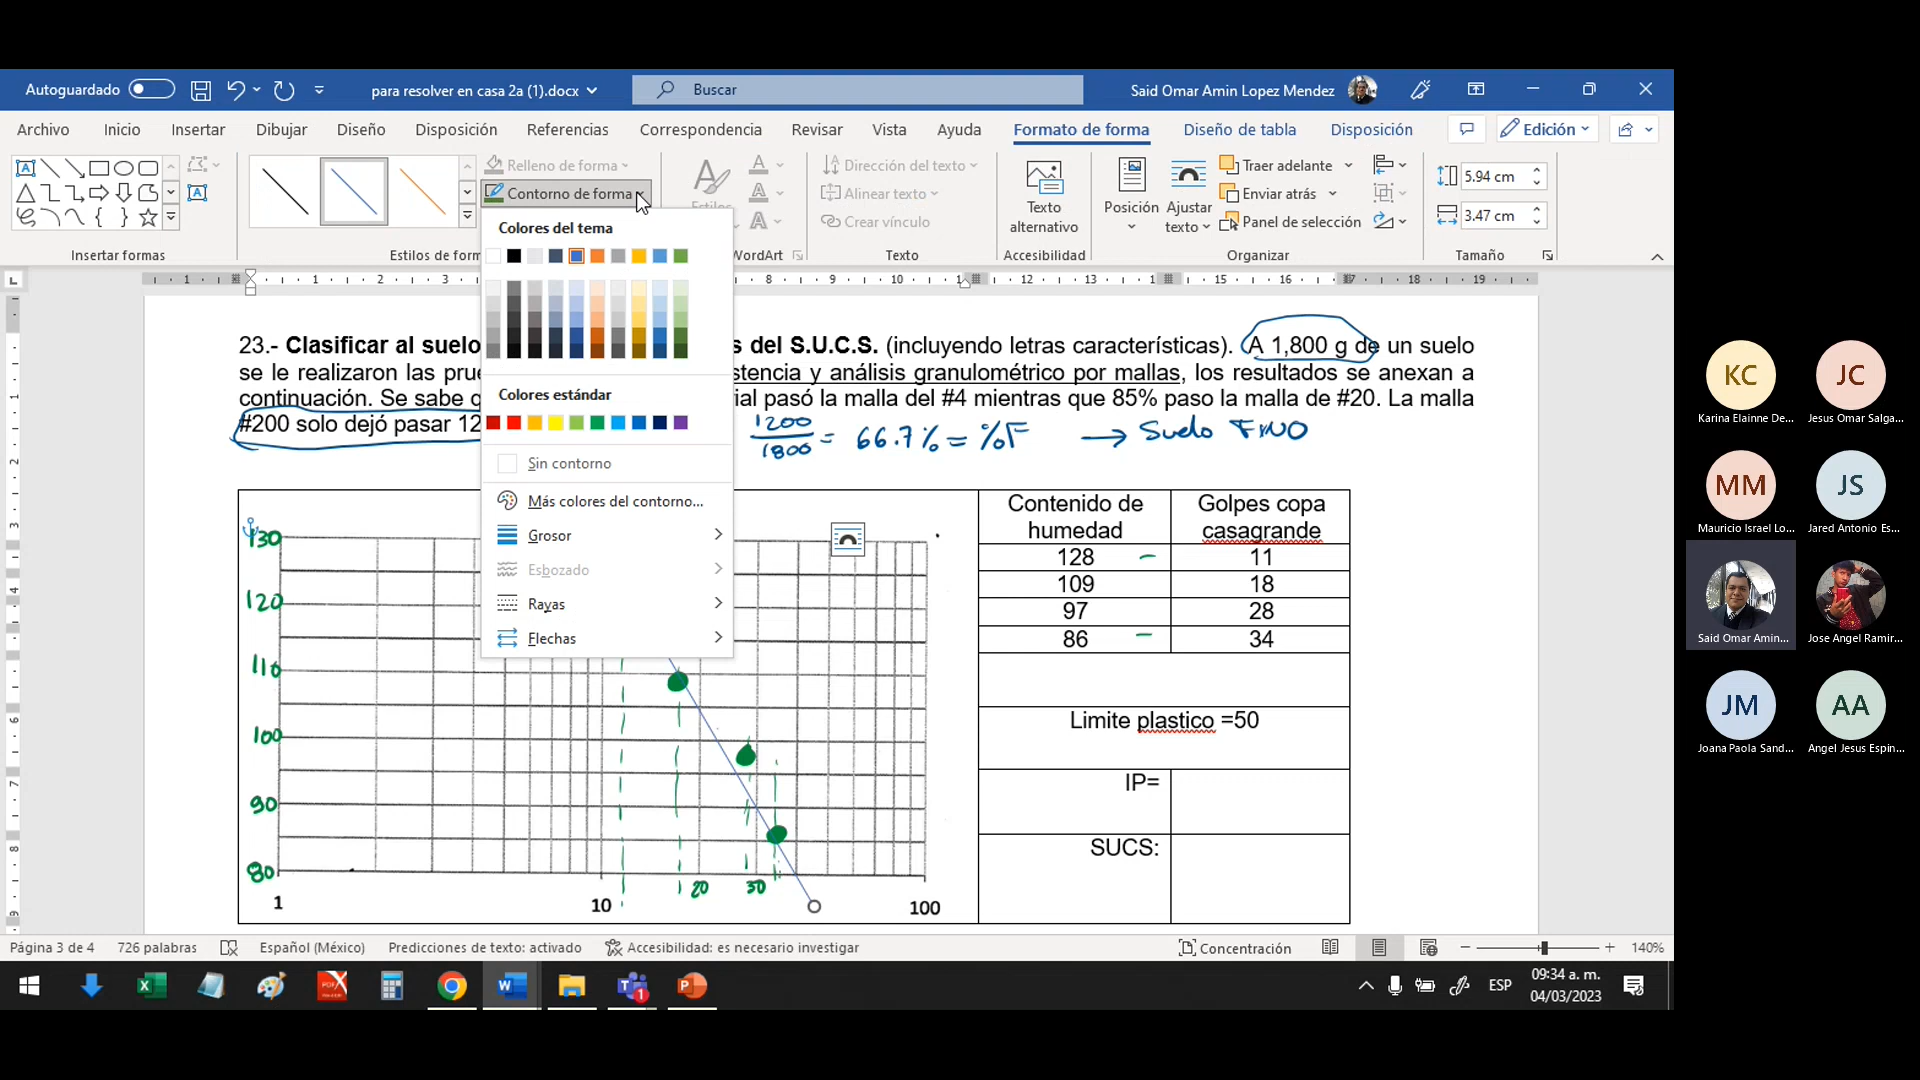 Autoguardado para resolver en casa 2a (1).docx Buscar Said Omar Amin Lopez Mendez
Archivo Inicio Insertar Dibujar Diseño Disposición Referencias Correspondencia Revisar Vista Ayuda Formato de forma Diseño de tabla Disposición Edición
Relleno de forma Dirección del texto Traer adelante 5.94 cm
Contorno de forma Alinear texto Enviar atrás
Texto alternativo Posición Ajustar texto Crear vínculo Panel de selección 3.47 cm
Insertar formas Estilos de form WordArt Texto Accesibilidad Organizar Tamaño
Colores del tema
Colores estándar
Sin contorno
Más colores del contorno...
Grosor
Esbozado
Rayas
Flechas
23.- Clasificar al suelo s del S.U.C.S. (incluyendo letras características). A 1,800 g de un suelo
se le realizaron las prue stencia y análisis granulométrico por mallas, los resultados se anexan a
continuación. Se sabe q rial pasó la malla del #4 mientras que 85% paso la malla de #20. La malla
#200 solo dejó pasar 12
1200
1800 = 66.7% = %F → Suelo FINO
130
120
110
100
90
80
1 10 20 30 100
Contenido de humedad Golpes copa casagrande
128 11
109 18
97 28
86 34
Limite plastico =50
IP=
SUCS:
Página 3 de 4 726 palabras Español (México) Predicciones de texto: activado Accesibilidad: es necesario investigar Concentración 140%
ESP 09:34 a. m.
04/03/2023
KC JC
Karina Elainne De... Jesus Omar Salga...
MM JS
Mauricio Israel Lo... Jared Antonio Es...
Said Omar Amin... Jose Angel Ramir...
JM AA
Joana Paola Sand... Angel Jesus Espin...